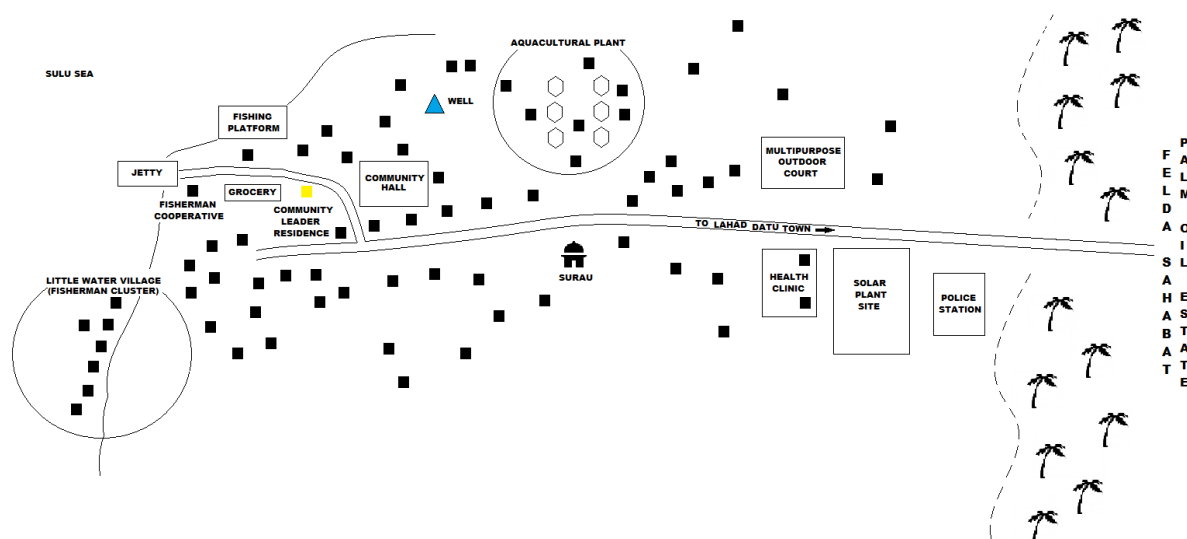 AQUACULTURAL PLANT
SULU SEA
WELL
FISHING
PLATFORM
MULTIPURPOSE
OUTDOOR
COURT
JETTY
COMMUNITY
HALL
GROCERY
FISHERMAN
COOPERATIVE
COMMUNITY
LEADER
RESIDENCE
TO LAHAD DATU TOWN
SURAU
HEALTH
CLINIC
SOLAR
PLANT
SITE
POLICE
STATION
LITTLE WATER VILLAGE
(FISHERMAN CLUSTER)
FELDA SAHABAT
PALM OIL ESTATE